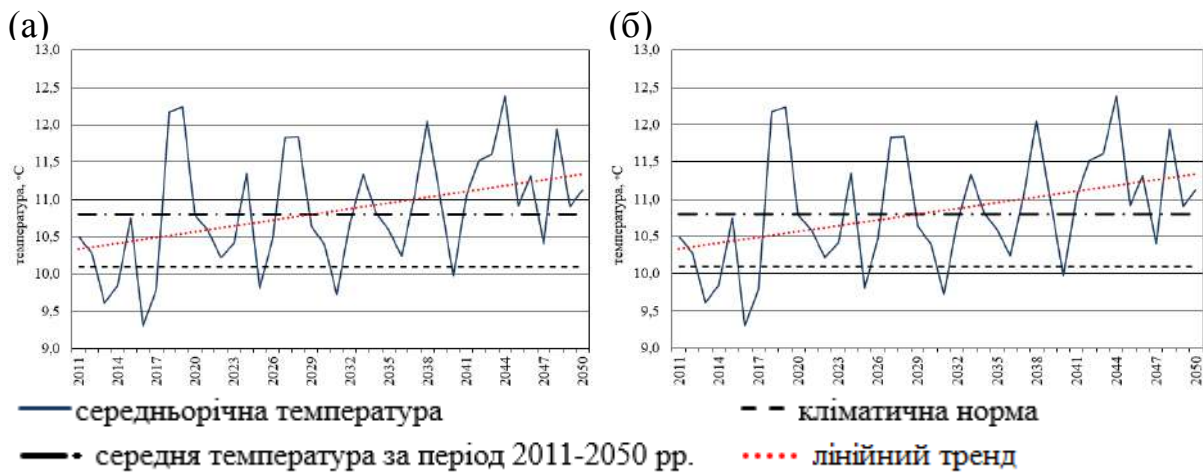 (а) (б)
13,0 13,0
12,5 12,5
12,0 12,0
11,5 11,5
11,0 11,0
10,5 10,5
10,0 10,0
9,5 9,5
9,0 9,0
температура, °С температура, °С
2011 2014 2017 2020 2023 2026 2029 2032 2035 2038 2041 2044 2047 2050 2011 2014 2017 2020 2023 2026 2029 2032 2035 2038 2041 2044 2047 2050
середньорічна температура кліматична норма
середня температура за період 2011-2050 рр. лінійний тренд